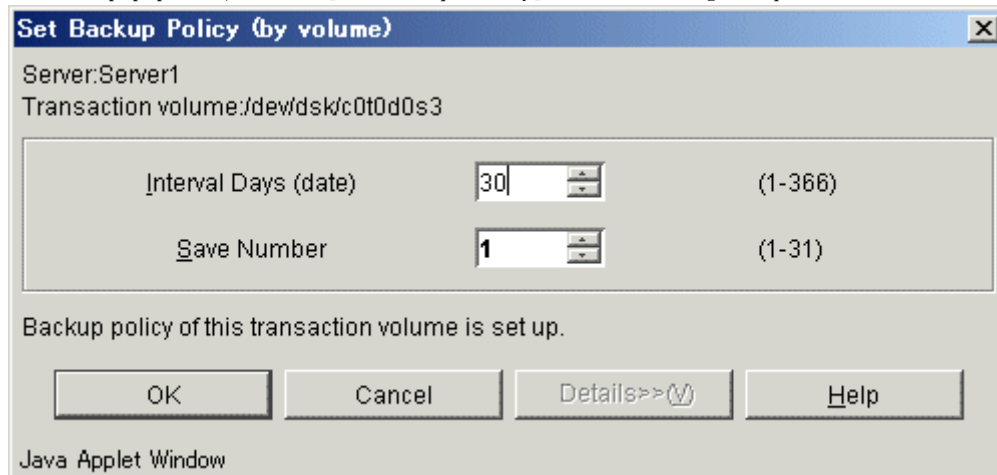 Set Backup Policy (by volume)
Server:Server1
Transaction volume:/dev/dsk/c0t0d0s3
Interval Days (date) 30 (1-366)
Save Number 1 (1-31)
Backup policy of this transaction volume is set up.
OK Cancel Details>>(V) Help
Java Applet Window